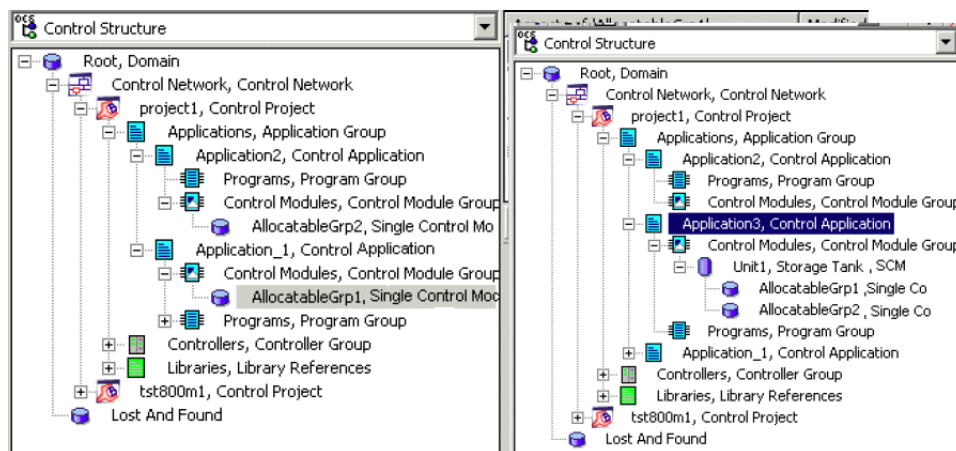 Control Structure
Root, Domain
Control Network, Control Network
project1, Control Project
Applications, Application Group
Application2, Control Application
Programs, Program Group
Control Modules, Control Module Group
AllocatableGrp2, Single Control Mo
Application_1, Control Application
Control Modules, Control Module Group
AllocatableGrp1, Single Control Moc
Programs, Program Group
Controllers, Controller Group
Libraries, Library References
tst800m1, Control Project
Lost And Found
Control Structure
Root, Domain
Control Network, Control Network
project1, Control Project
Applications, Application Group
Application2, Control Application
Programs, Program Group
Control Modules, Control Module Group
Application3, Control Application
Control Modules, Control Module Group
Unit1, Storage Tank , SCM
AllocatableGrp1 ,Single Co
AllocatableGrp2 , Single Co
Programs, Program Group
Application_1, Control Application
Controllers, Controller Group
Libraries, Library References
tst800m1, Control Project
Lost And Found